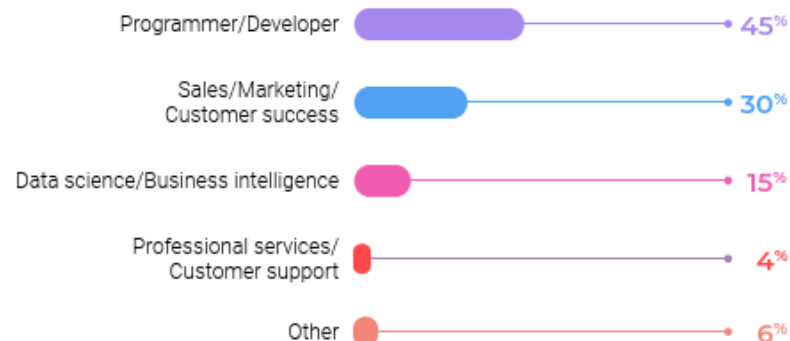 Programmer/Developer 45%
Sales/Marketing/
Customer success 30%
Data science/Business intelligence 15%
Professional services/
Customer support 4%
Other 6%